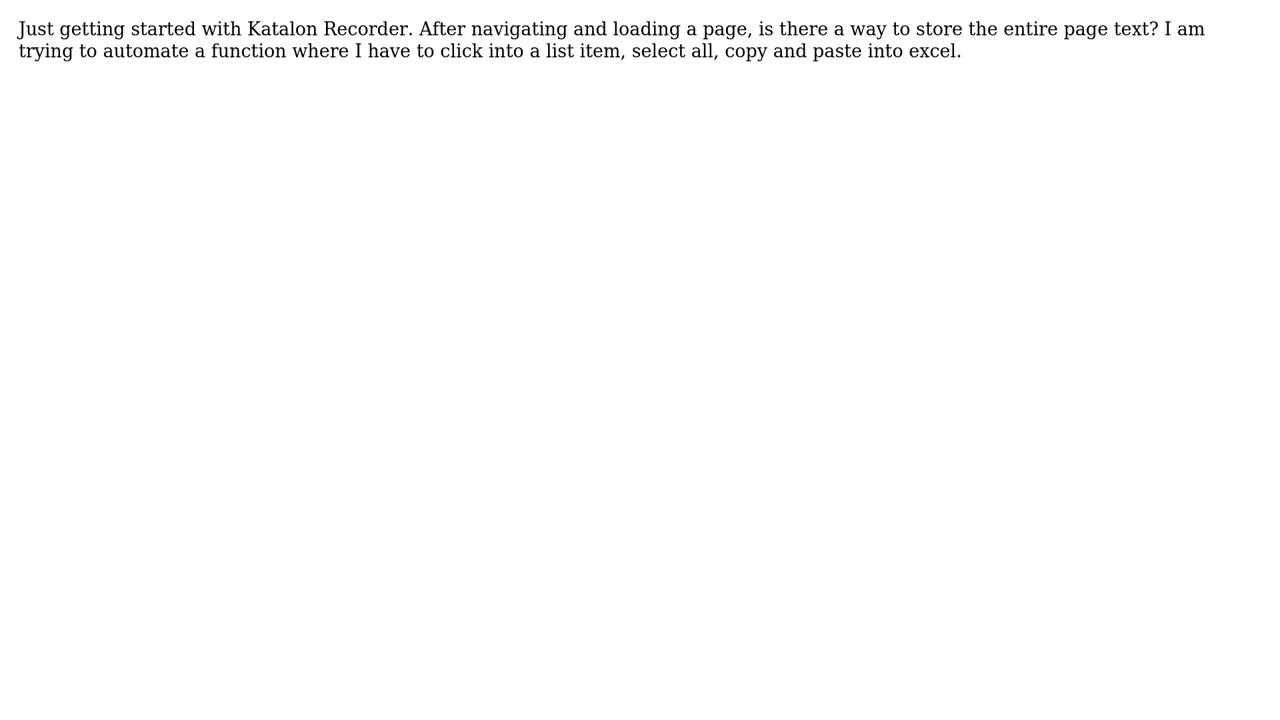 Just getting started with Katalon Recorder. After navigating and loading a page, is there a way to store the entire page text? I am
trying to automate a function where I have to click into a list item, select all, copy and paste into excel.